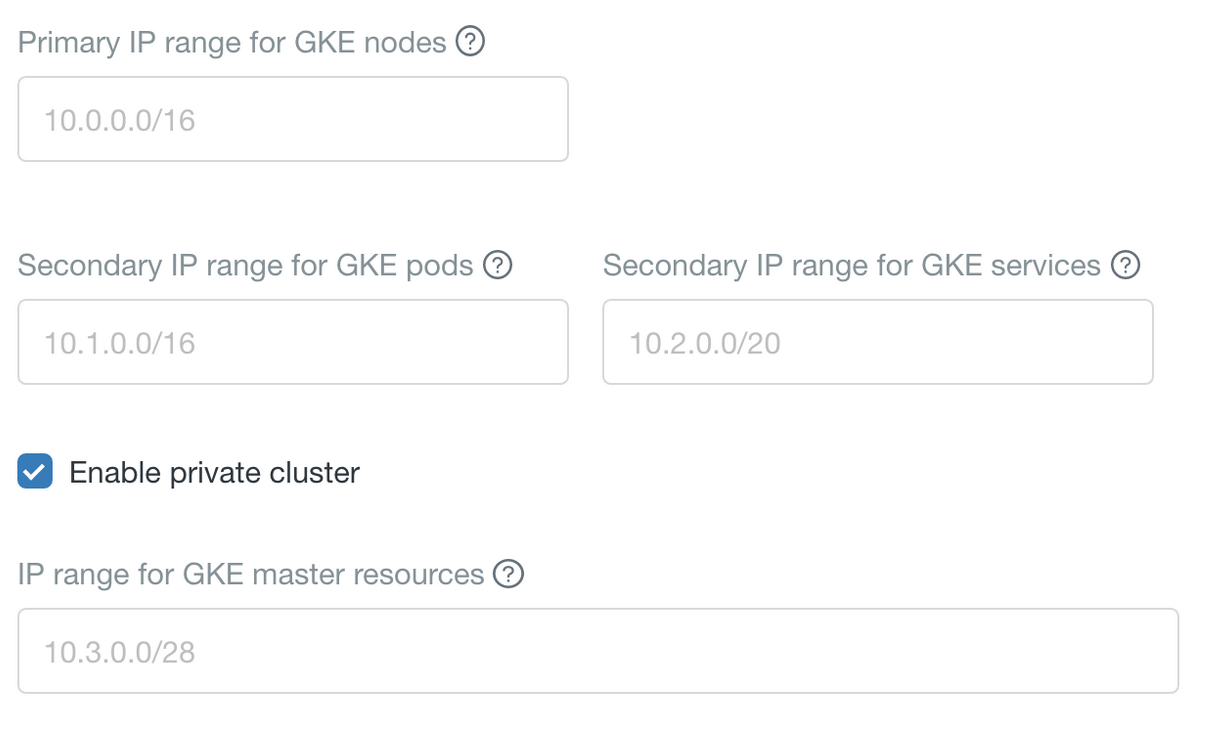 Primary IP range for GKE nodes ?
10.0.0.0/16
Secondary IP range for GKE pods ?
Secondary IP range for GKE services ?
10.1.0.0/16
10.2.0.0/20
Enable private cluster
IP range for GKE master resources ?
10.3.0.0/28